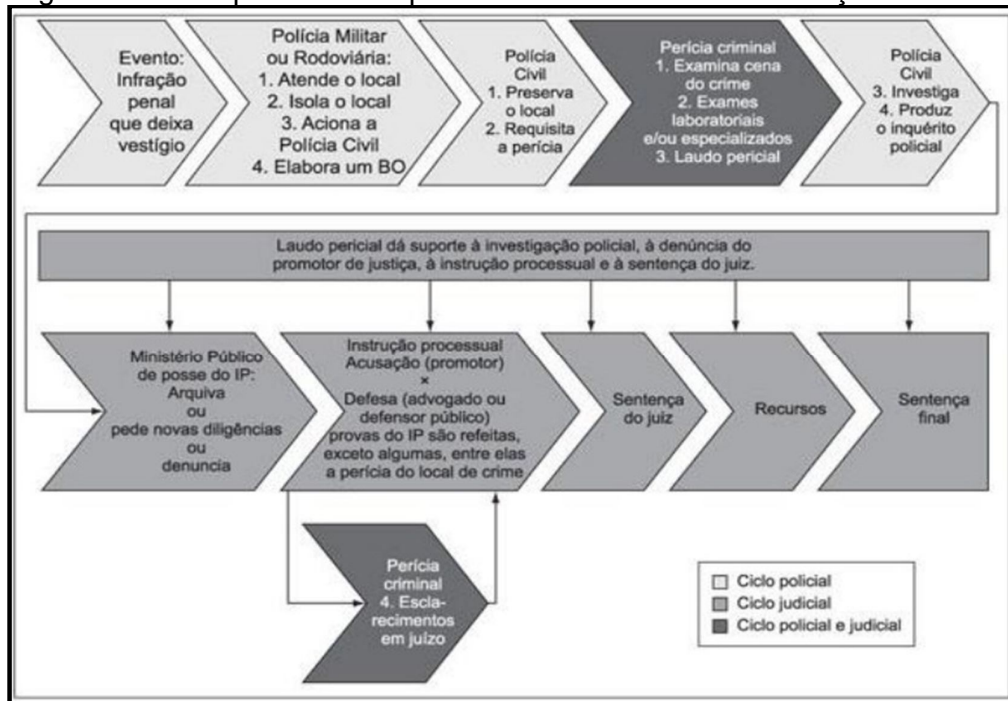 Evento:
Infração
penal
que deixa
vestígio
Polícia Militar
ou Rodoviária:
1. Atende o local
2. Isola o local
3. Aciona a
Polícia Civil
4. Elabora um BO
Polícia
Civil
1. Preserva
o local
2. Requisita
a perícia
Perícia criminal
1. Examina cena
do crime
2. Exames
laboratoriais
e/ou especializados
3. Laudo pericial
Polícia
Civil
3. Investiga
4. Produz
o inquérito
policial
Laudo pericial dá suporte à investigação policial, à denúncia do
promotor de justiça, à instrução processual e à sentença do juiz.
Ministério Público
de posse do IP:
Arquiva
ou
pede novas diligências
ou
denuncia
Instrução processual
Acusação (promotor)
×
Defesa (advogado ou
defensor público)
provas do IP são refeitas,
exceto algumas, entre elas
a perícia do local de crime
Sentença
do juiz
Recursos
Sentença
final
Perícia
criminal
4. Escla-
recimentos
em juízo
Ciclo policial
Ciclo judicial
Ciclo policial e judicial